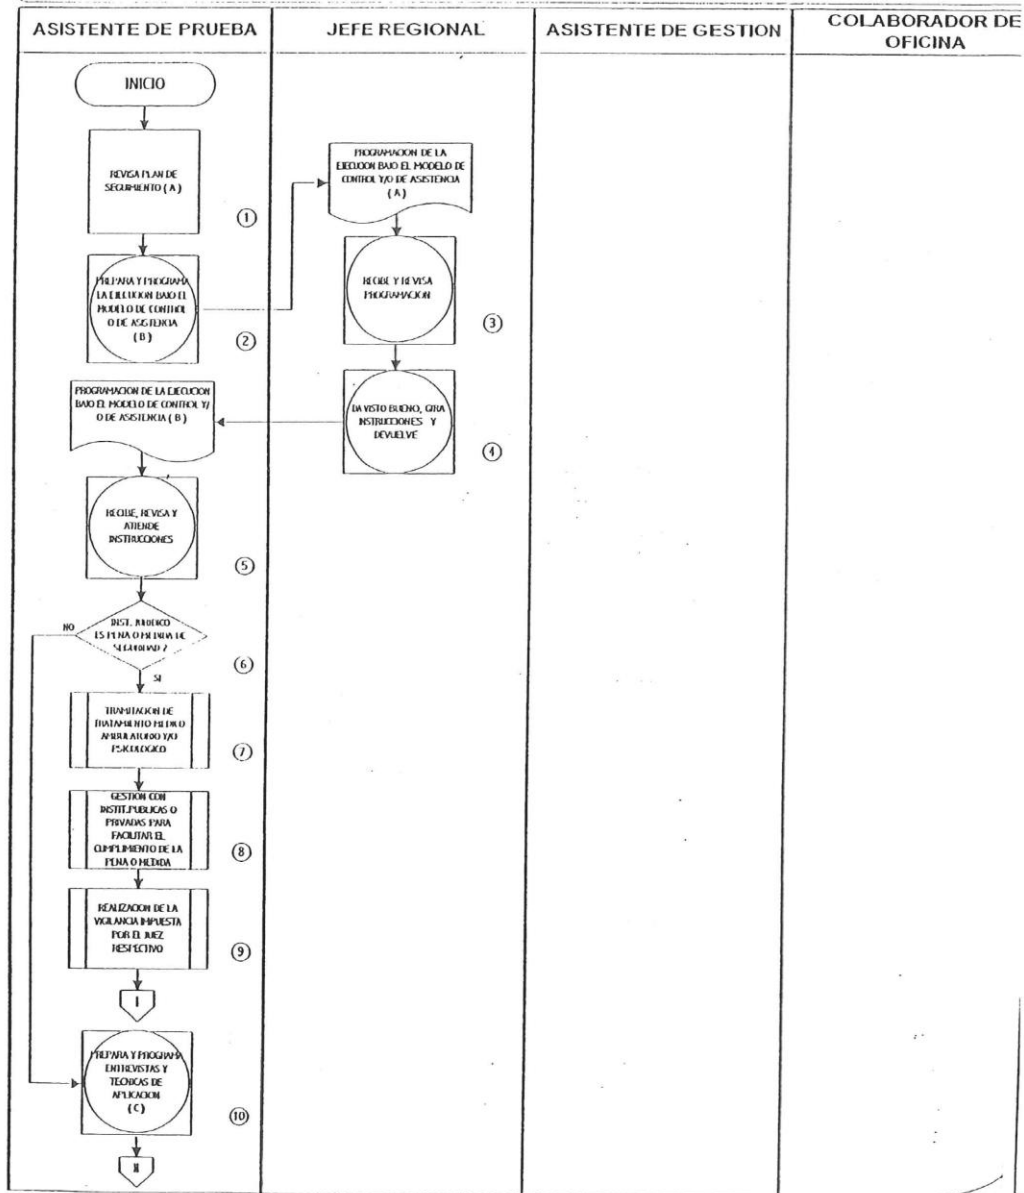 ASISTENTE DE PRUEBA
JEFE REGIONAL
ASISTENTE DE GESTION
COLABORADOR DE
OFICINA
INICIO
REVISA PLAN DE
SEGUIMIENTO ( A )
1
PREPARA Y PROGRAMA
LA EJECUCION BAJO EL
MODELO DE CONTROL
O DE ASISTENCIA
( B )
2
PROGRAMACION DE LA
EJECUCION BAJO EL MODELO DE
CONTROL Y/O DE ASISTENCIA
( A )
RECIBE Y REVISA
PROGRAMACION
3
DA VISTO BUENO, GIRA
INSTRUCCIONES Y
DEVUELVE
4
PROGRAMACION DE LA EJECUCION
BAJO EL MODELO DE CONTROL Y/
O DE ASISTENCIA ( B )
RECIBE, REVISA Y
ATIENDE
INSTRUCCIONES
5
INST. JURIDICO
ES PENA O MEDIDA DE
SEGURIDAD ?
NO
6
SI
TRAMITACION DE
TRATAMIENTO MEDICO
AMBULATORIO Y/O
PSICOLOGICO
7
GESTION CON
INSTIT.PUBLICAS O
PRIVADAS PARA
FACILITAR EL
CUMPLIMIENTO DE LA
PENA O MEDIDA
8
REALIZACION DE LA
VIGILANCIA IMPUESTA
POR EL JUEZ
RESPECTIVO
9
I
PREPARA Y PROGRAMA
ENTREVISTAS Y
TECNICAS DE
APLICACION
( C )
10